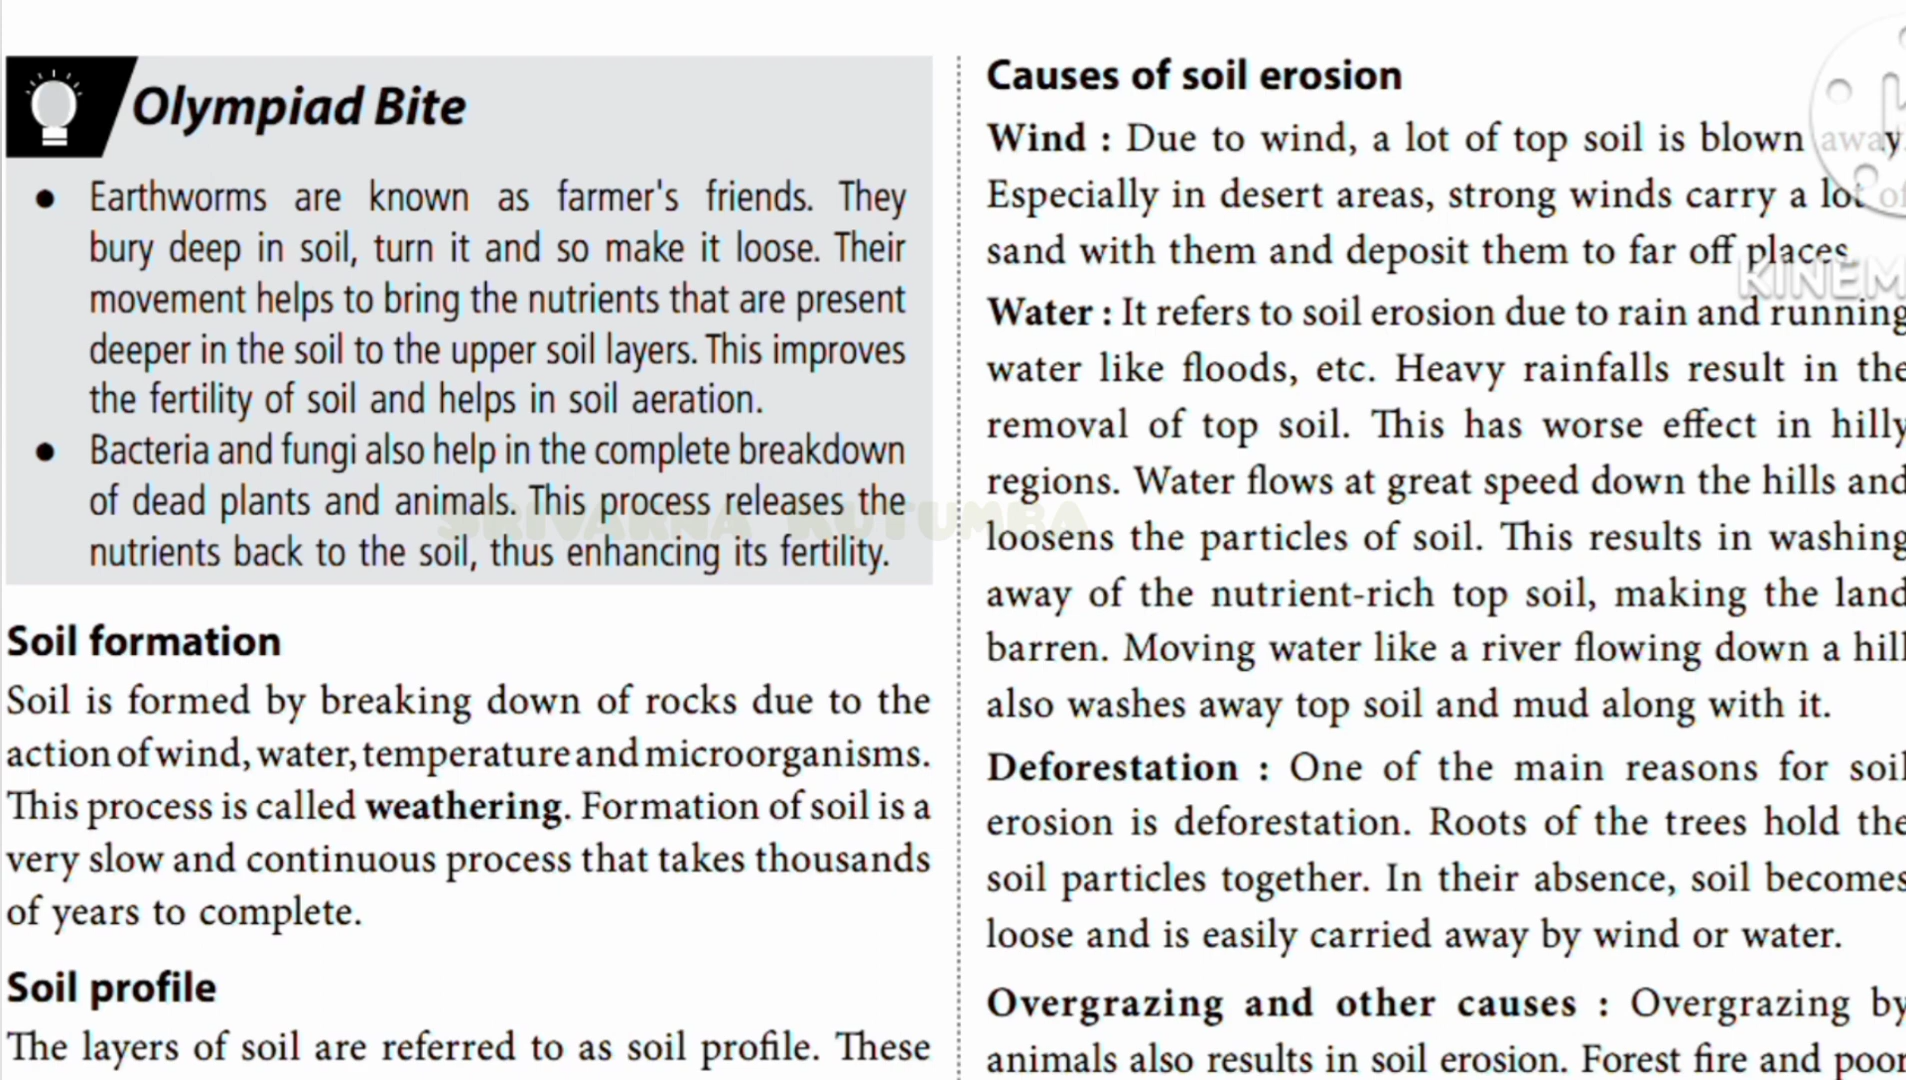 Olympiad Bite
● Earthworms are known as farmer's friends. They
bury deep in soil, turn it and so make it loose. Their
movement helps to bring the nutrients that are present
deeper in the soil to the upper soil layers. This improves
the fertility of soil and helps in soil aeration.
● Bacteria and fungi also help in the complete breakdown
of dead plants and animals. This process releases the
nutrients back to the soil, thus enhancing its fertility.
Soil formation
Soil is formed by breaking down of rocks due to the
action of wind, water, temperature and microorganisms.
This process is called weathering. Formation of soil is a
very slow and continuous process that takes thousands
of years to complete.
Soil profile
The layers of soil are referred to as soil profile. These
Causes of soil erosion
Wind : Due to wind, a lot of top soil is blown away.
Especially in desert areas, strong winds carry a lot of
sand with them and deposit them to far off places.
Water : It refers to soil erosion due to rain and running
water like floods, etc. Heavy rainfalls result in the
removal of top soil. This has worse effect in hilly
regions. Water flows at great speed down the hills and
loosens the particles of soil. This results in washing
away of the nutrient-rich top soil, making the land
barren. Moving water like a river flowing down a hill
also washes away top soil and mud along with it.
Deforestation : One of the main reasons for soil
erosion is deforestation. Roots of the trees hold the
soil particles together. In their absence, soil becomes
loose and is easily carried away by wind or water.
Overgrazing and other causes : Overgrazing by
animals also results in soil erosion. Forest fire and poor
KINEM
SRIVARNA KUTUMBA